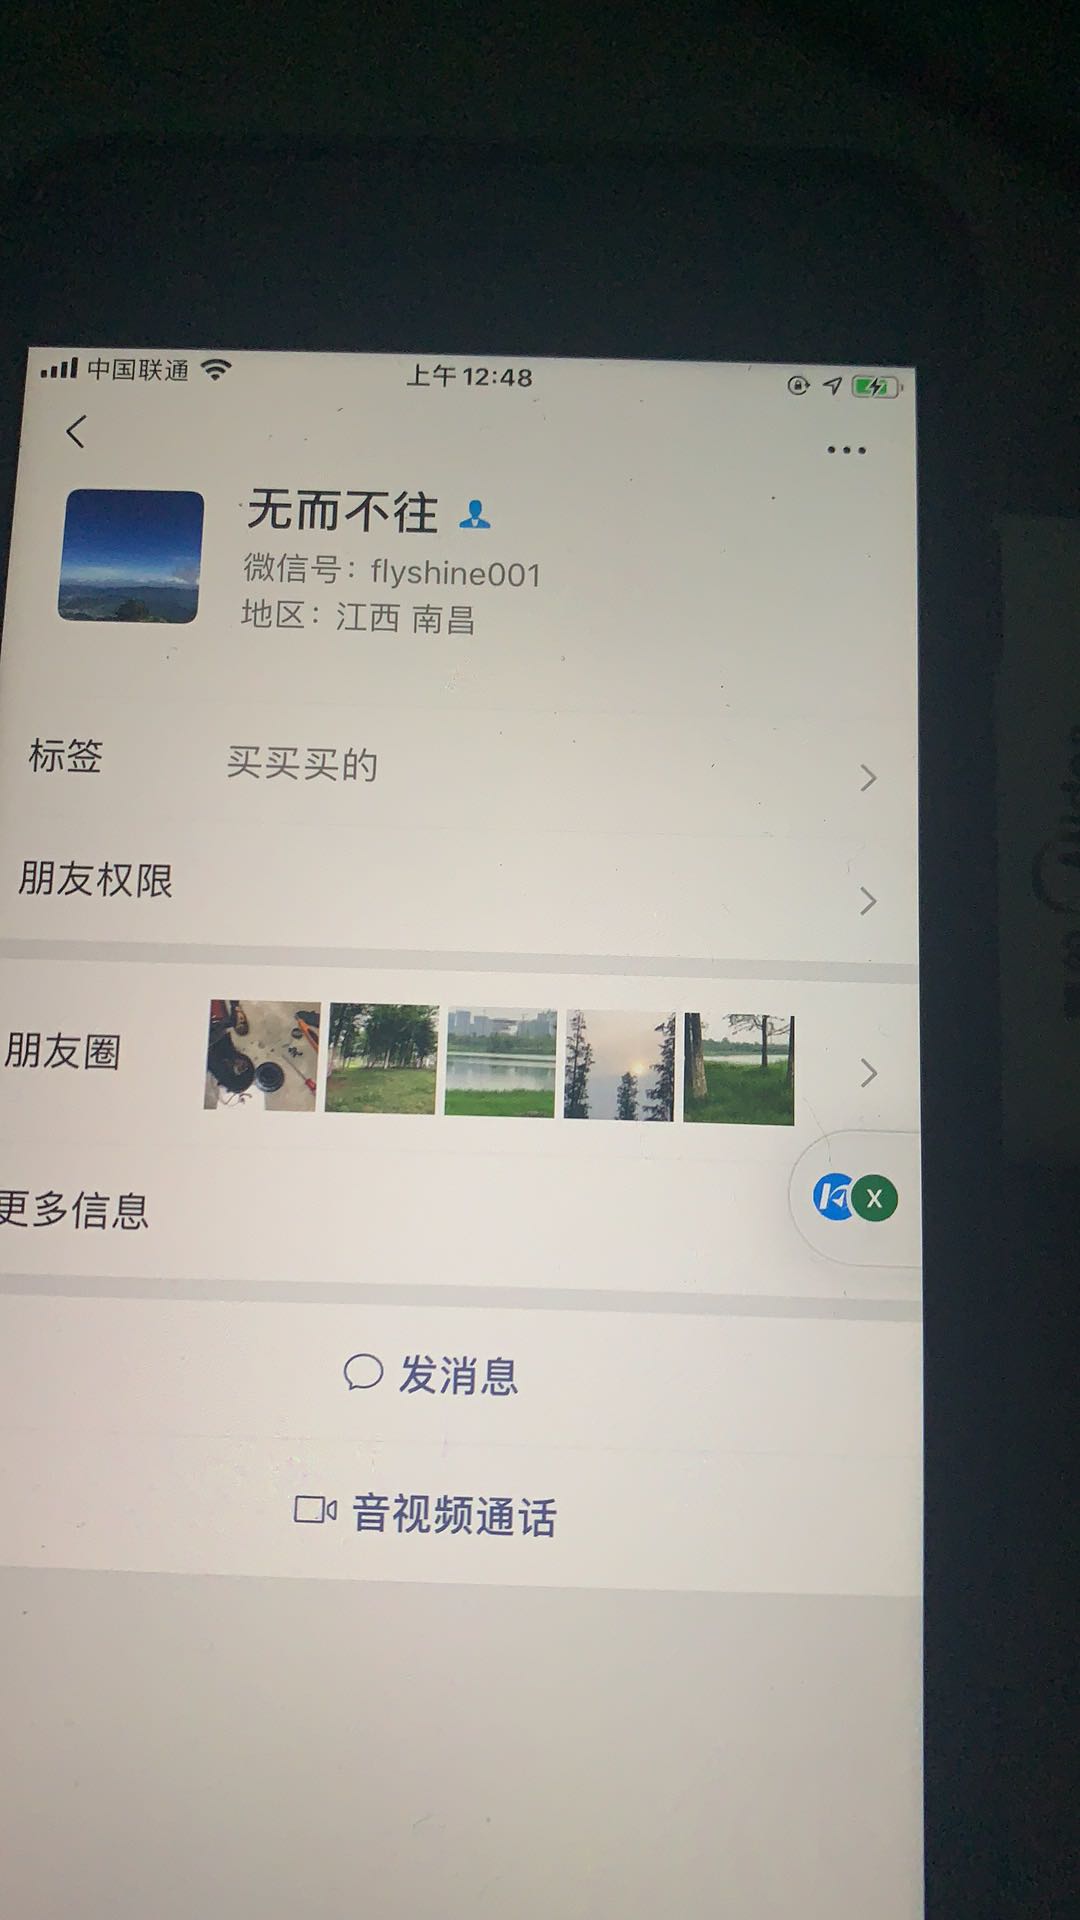 中国联通
上午12:48
无而不往
微信号：flyshine001
地区：江西 南昌
标签 买买买的
朋友权限
朋友圈
更多信息
X
发消息
音视频通话